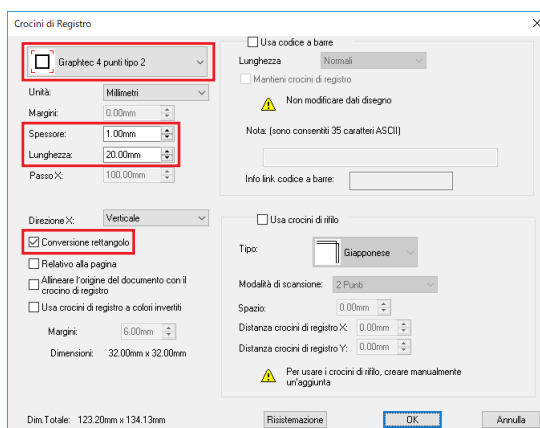 Crocini di Registro
Graphtec 4 punti tipo 2
Unità: Millimetri
Margini: 0.00mm
Spessore: 1.00mm
Lunghezza: 20.00mm
Passo X: 100.00mm
Direzione X: Verticale
Conversione rettangolo
Relativo alla pagina
Allineare l'origine del documento con il
crocino di registro
Usa crocini di registro a colori invertiti
Margini: 6.00mm
Dimensioni: 32.00mm x 32.00mm
Dim.Totale: 123.20mm x 134.13mm
Usa codice a barre
Lunghezza Normali
Mantieni crocini di registro
Non modificare dati disegno
Nota: (sono consentiti 35 caratteri ASCII)
Info link codice a barre:
Usa crocini di rifilo
Tipo: Giapponese
Modalità di scansione: 2 Punti
Spazio: 0.00mm
Distanza crocini di registro X: 0.00mm
Distanza crocini di registro Y: 0.00mm
Per usare i crocini di rifilo, creare manualmente
un'aggiunta
Risistemazione OK Annulla